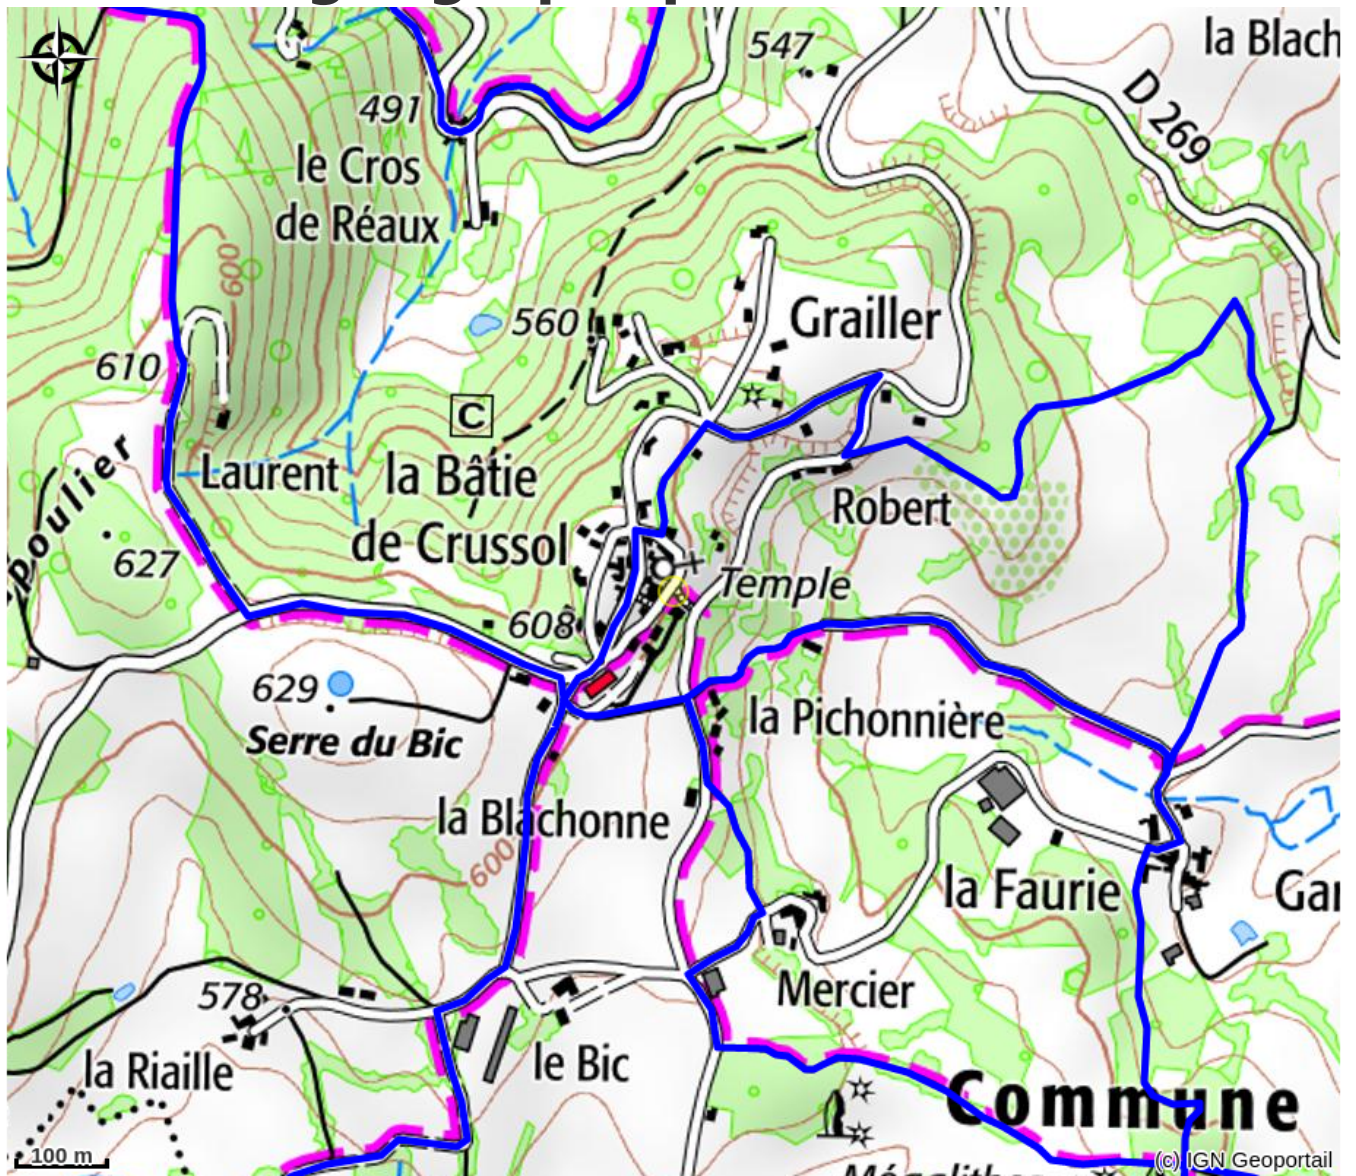 547
la Blach
D 269
491
le Cros
de Réaux
600
560
Grailler
610
C
poulier
Laurent
la Bâtie
de Crussol
Robert
627
Temple
608
629
Serre du Bic
la Pichonnière
la Blachonne
600
la Faurie
Gar
578
Mercier
le Bic
la Riaille
Commune
100 m
(c) IGN Geoportail